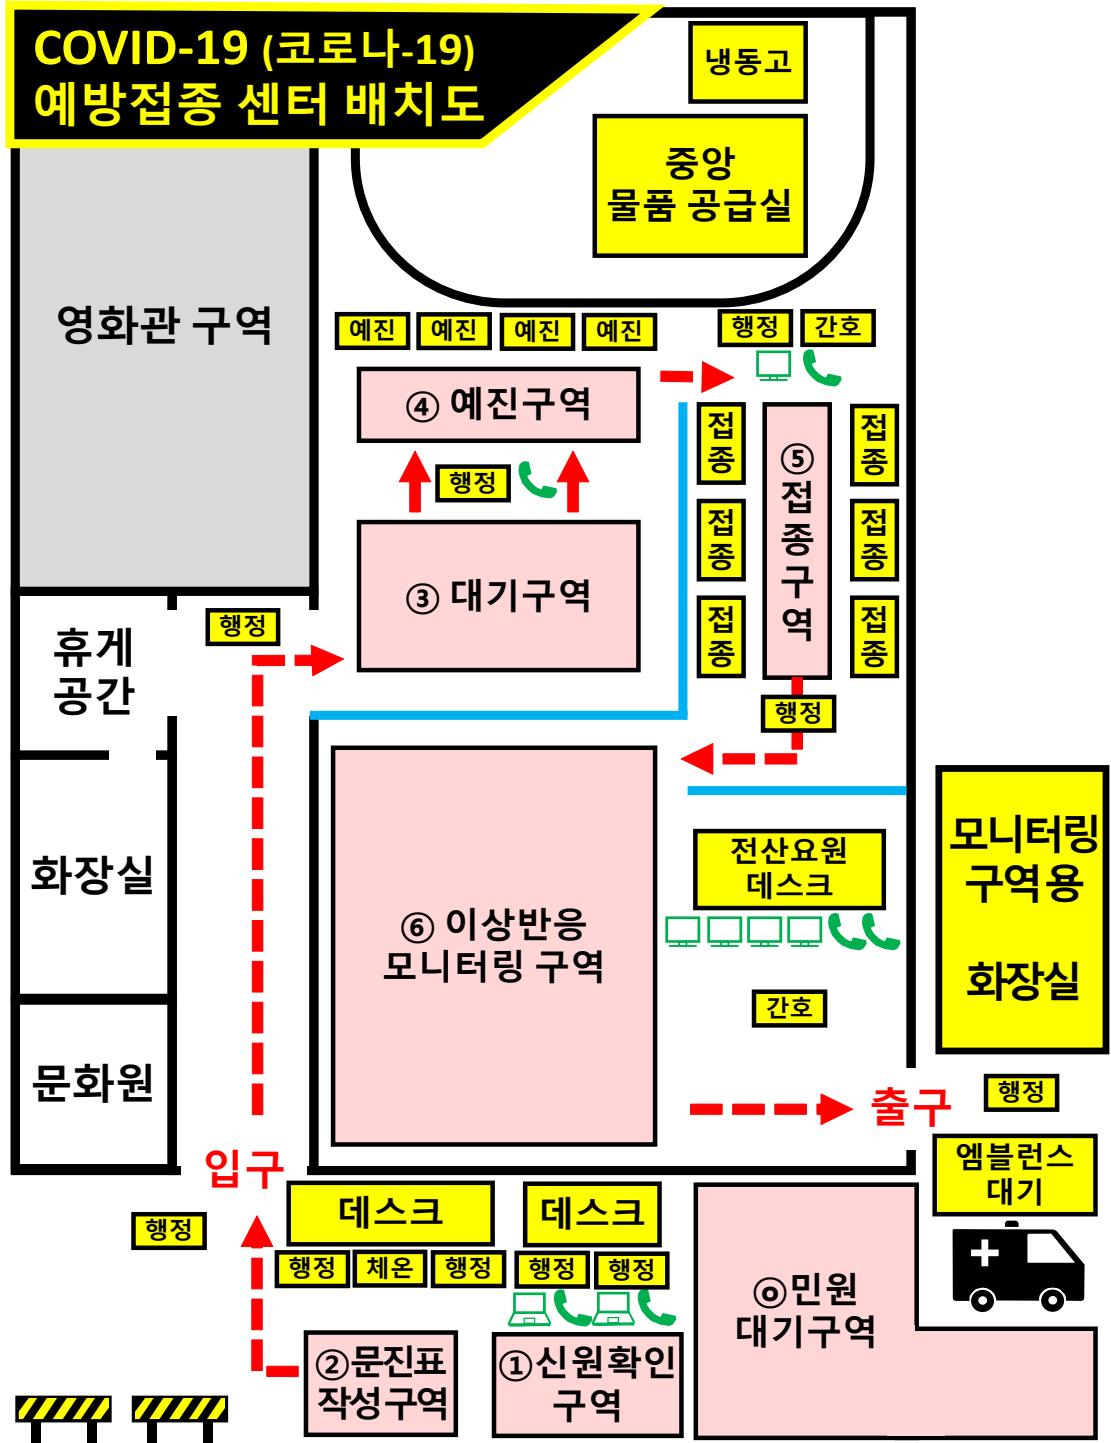 COVID-19 (코로나-19)
예방접종 센터 배치도
냉동고
중앙
물품 공급실
영화관 구역
예진
예진
예진
예진
행정
간호
④ 예진구역
행정
③ 대기구역
접종
접종
접종
⑤접종구역
접종
접종
접종
행정
행정
휴게
공간
화장실
문화원
⑥ 이상반응
모니터링 구역
전산요원
데스크
간호
모니터링
구역 용
화장실
출구
행정
엠블런스
대기
입구
행정
데스크
행정
체온
행정
데스크
행정
행정
⓪민원
대기구역
②문진표
작성 구역
①신원확인
구역